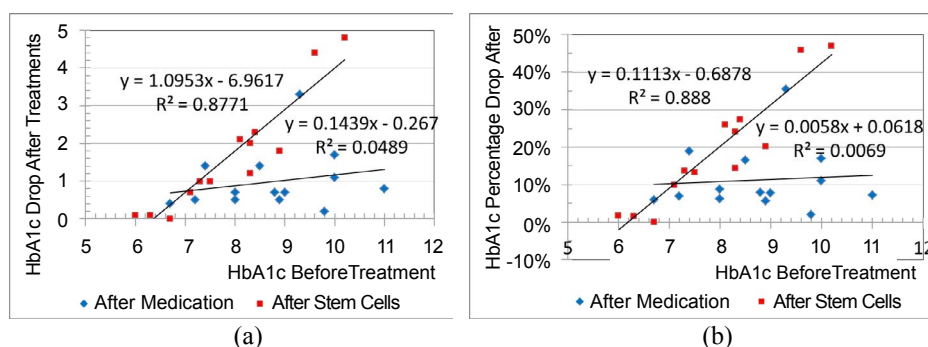 HbA1c Drop After Treatments
5
4
3
2
1
0
y = 1.0953x - 6.9617
R² = 0.8771
y = 0.1439x - 0.267
R² = 0.0489
5 6 7 8 9 10 11 12
HbA1c BeforeTreatment
After Medication After Stem Cells
(a)
HbA1c Percentage Drop After
50%
40%
30%
20%
10%
0%
-10%
y = 0.1113x - 0.6878
R² = 0.888
y = 0.0058x + 0.0618
R² = 0.0069
5 6 7 8 9 10 11 12
HbA1c BeforeTreatment
After Medication After Stem Cells
(b)